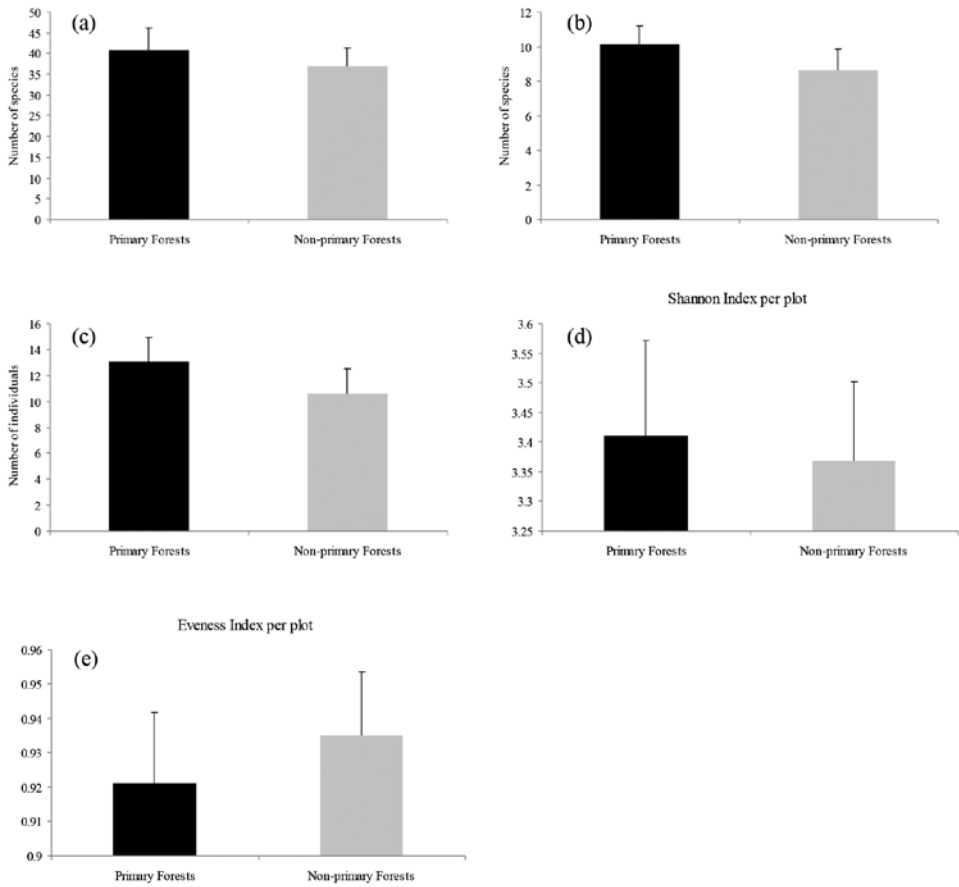 (a)
Number of species
50
45
40
35
30
25
20
15
10
5
0
Primary Forests
Non-primary Forests
(b)
Number of species
12
10
8
6
4
2
0
Primary Forests
Non-primary Forests
(c)
Number of individuals
16
14
12
10
8
6
4
2
0
Primary Forests
Non-primary Forests
Shannon Index per plot
(d)
3.6
3.55
3.5
3.45
3.4
3.35
3.3
3.25
Primary Forests
Non-primary Forests
Eveness Index per plot
(e)
0.96
0.95
0.94
0.93
0.92
0.91
0.9
Primary Forests
Non-primary Forests